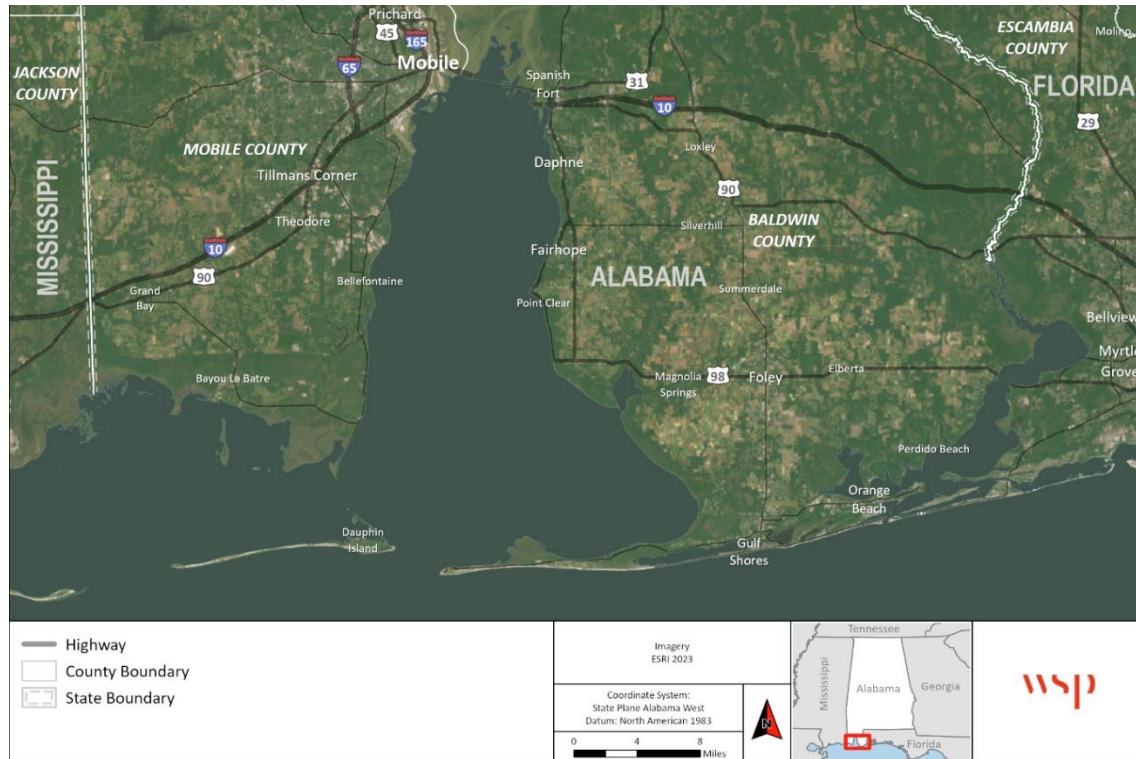 Prichard
45
165
65
Mobile
JACKSON
COUNTY
MOBILE COUNTY
Tillmans Corner
Theodore
10
90
Grand
Bay
Bellefontaine
Bayou La Batre
MISSISSIPPI
Dauphin
Island
Spanish
Fort
31
10
Loxley
Daphne
90
Silverhill
BALDWIN
COUNTY
Fairhope
ALABAMA
Summerdale
Point Clear
Magnolia
Springs
98
Foley
Elberta
Perdido Beach
Orange
Beach
Gulf
Shores
ESCAMBIA
COUNTY
Molino
FLORIDA
29
Bellview
Myrtle
Grove
Highway
County Boundary
State Boundary
Imagery
ESRI 2023
Coordinate System:
State Plane Alabama West
Datum: North American 1983
0 4 8
Miles
N
Tennessee
Mississippi
Alabama
Georgia
Florida
wsp